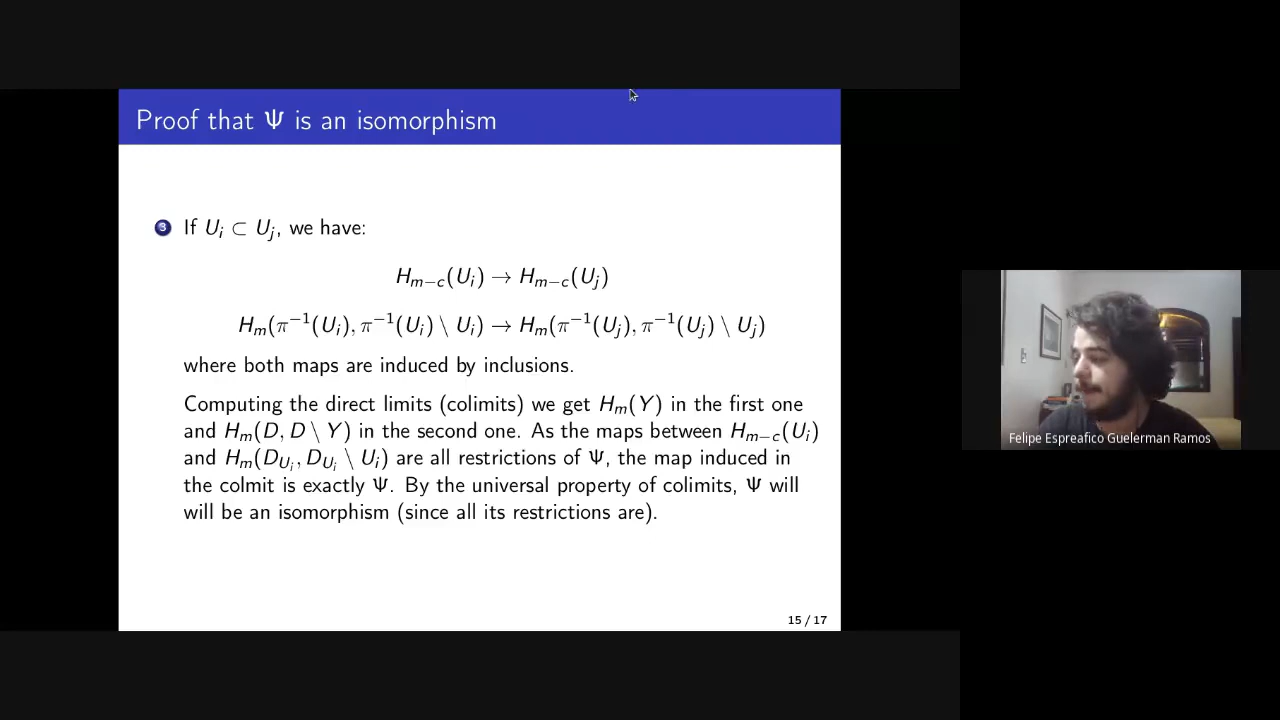 Proof that Ψ is an isomorphism
3 If U_i ⊂ U_j, we have:
H_{m−c}(U_i) → H_{m−c}(U_j)
H_m(π^{−1}(U_i), π^{−1}(U_i) \ U_i) → H_m(π^{−1}(U_j), π^{−1}(U_j) \ U_j)
where both maps are induced by inclusions.
Computing the direct limits (colimits) we get H_m(Y) in the first one
and H_m(D, D \ Y) in the second one. As the maps between H_{m−c}(U_i)
and H_m(D_{U_i}, D_{U_i} \ U_i) are all restrictions of Ψ, the map induced in
the colmit is exactly Ψ. By the universal property of colimits, Ψ will
will be an isomorphism (since all its restrictions are).
15 / 17
Felipe Espreafico Guelerman Ramos